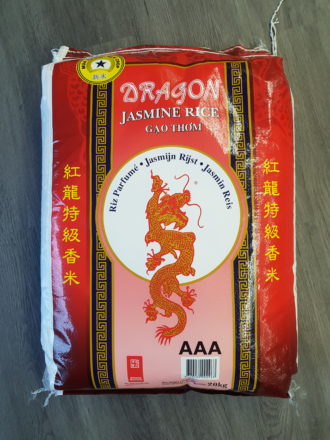 DRAGON
JASMINE RICE
GẠO THƠM
Riz Parfumé • Jasmijn Rijst • Jasmin Reis
®
紅龍特級香米
紅龍特級香米
AAA
20kg